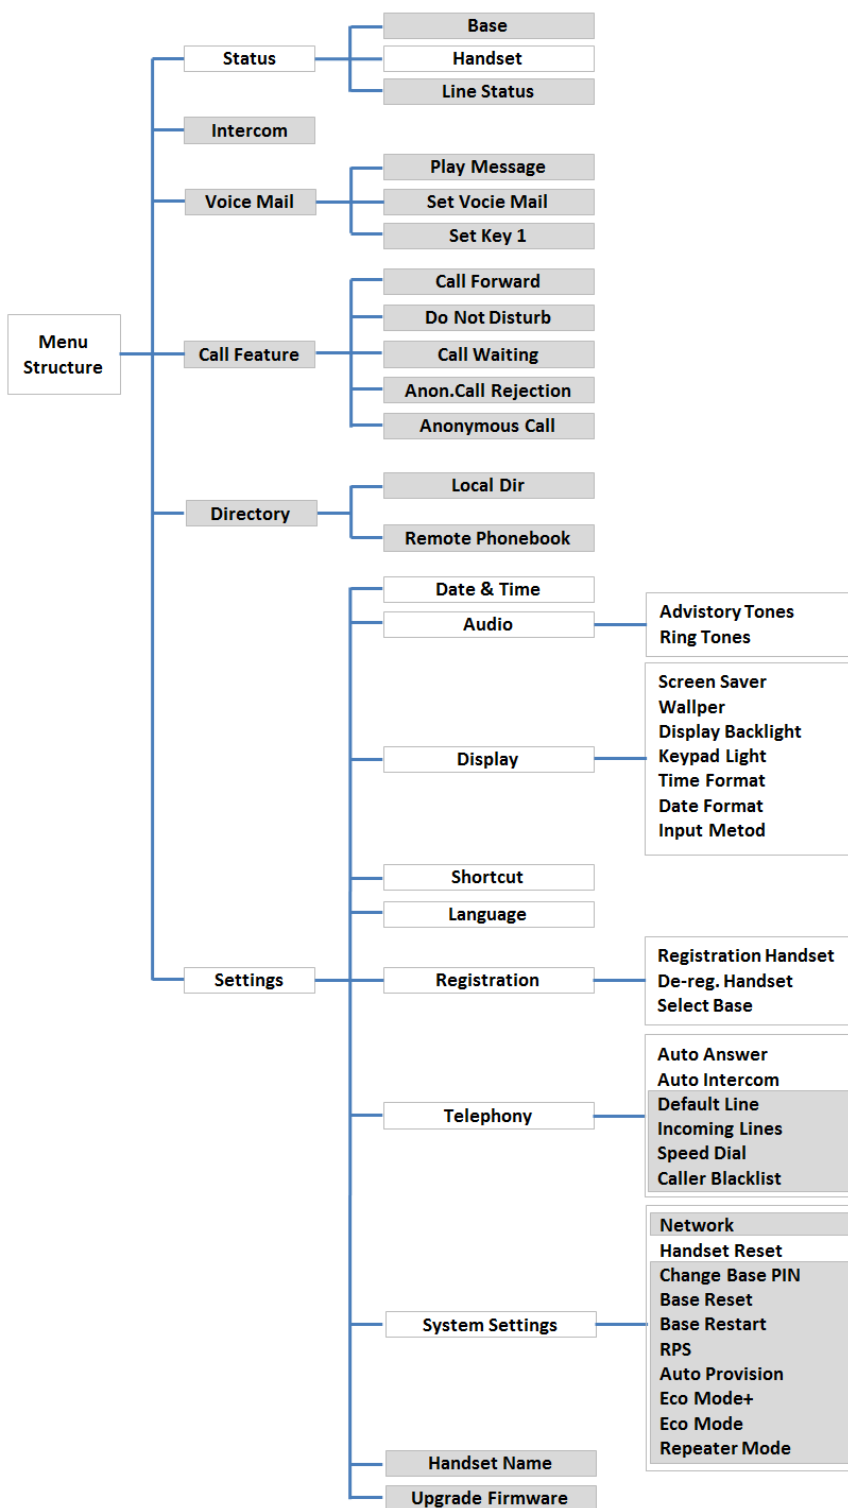 Menu
Structure
Status
Base
Handset
Line Status
Intercom
Voice Mail
Play Message
Set Vocie Mail
Set Key 1
Call Feature
Call Forward
Do Not Disturb
Call Waiting
Anon.Call Rejection
Anonymous Call
Directory
Local Dir
Remote Phonebook
Settings
Date & Time
Audio
Advistory Tones
Ring Tones
Display
Screen Saver
Wallper
Display Backlight
Keypad Light
Time Format
Date Format
Input Metod
Shortcut
Language
Registration
Registration Handset
De-reg. Handset
Select Base
Telephony
Auto Answer
Auto Intercom
Default Line
Incoming Lines
Speed Dial
Caller Blacklist
System Settings
Network
Handset Reset
Change Base PIN
Base Reset
Base Restart
RPS
Auto Provision
Eco Mode+
Eco Mode
Repeater Mode
Handset Name
Upgrade Firmware